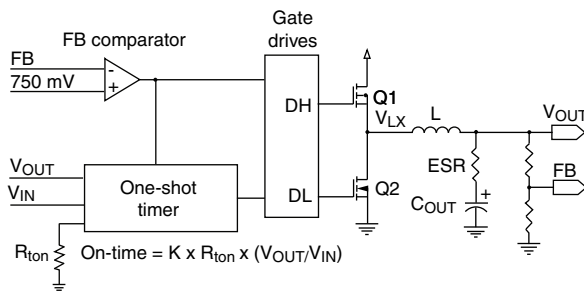 Gate
drives
FB comparator
FB
750 mV
-
+
DH
Q1
VLX
L
VOUT
ESR
FB
VOUT
VIN
One-shot
timer
DL
Q2
COUT
+
Rton
On-time = K x Rton x (VOUT/VIN)